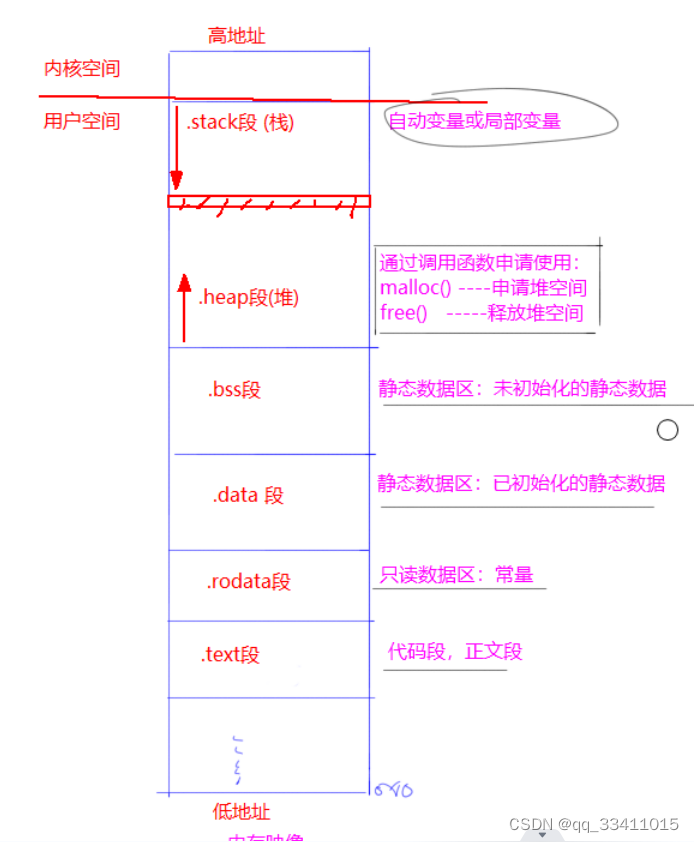 高地址
内核空间
用户空间
.stack段 (栈)
自动变量或局部变量
通过调用函数申请使用：
malloc() ----申请堆空间
free() -----释放堆空间
.heap段(堆)
.bss段
静态数据区：未初始化的静态数据
.data 段
静态数据区：已初始化的静态数据
.rodata段
只读数据区：常量
.text段
代码段，正文段
低地址
CSDN @qq_33411015
内存映像